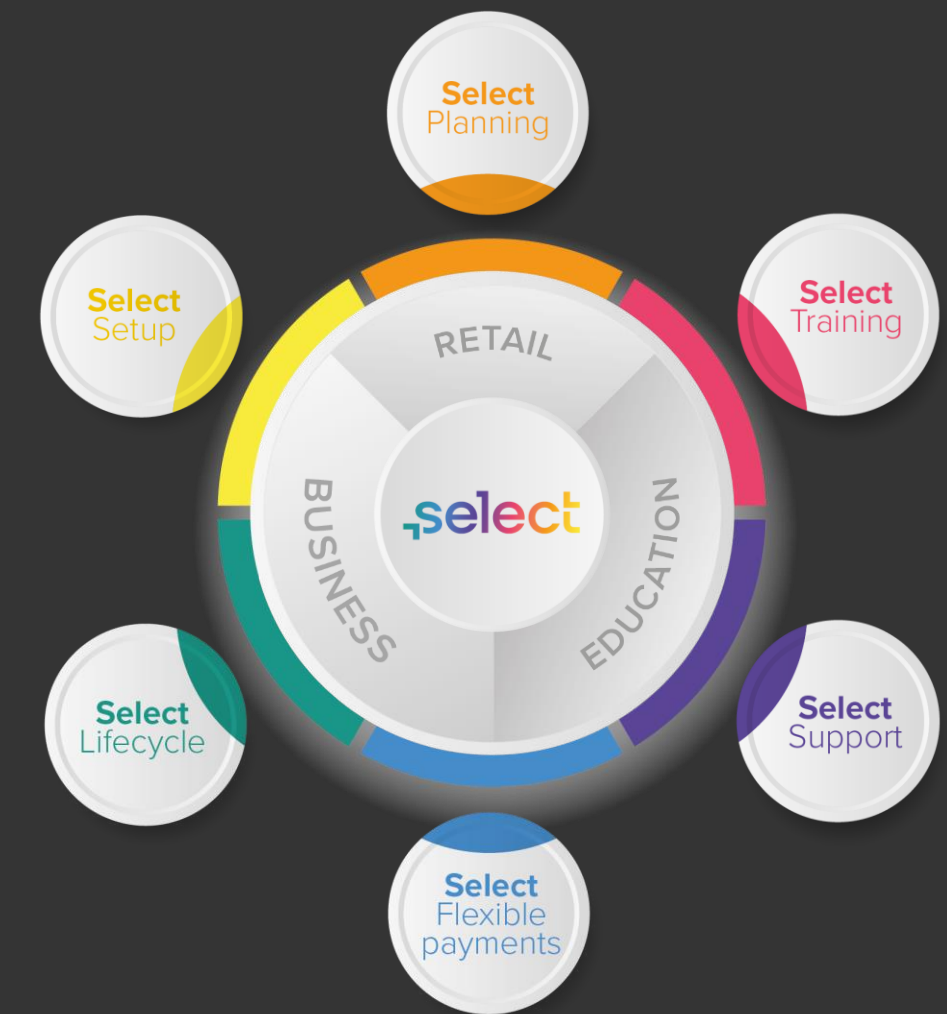 Select
Planning
Select
Setup
Select
Training
RETAIL
BUSINESS
select
EDUCATION
Select
Lifecycle
Select
Support
Select
Flexible
payments